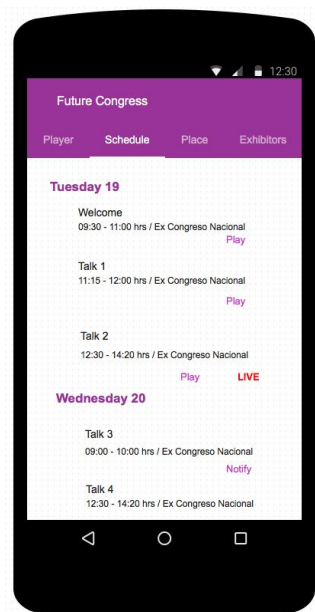 12:30
Future Congress
Player Schedule Place Exhibitors
Tuesday 19
Welcome
09:30 - 11:00 hrs / Ex Congreso Nacional
Play
Talk 1
11:15 - 12:00 hrs / Ex Congreso Nacional
Play
Talk 2
12:30 - 14:20 hrs / Ex Congreso Nacional
Play LIVE
Wednesday 20
Talk 3
09:00 - 10:00 hrs / Ex Congreso Nacional
Notify
Talk 4
12:30 - 14:20 hrs / Ex Congreso Nacional